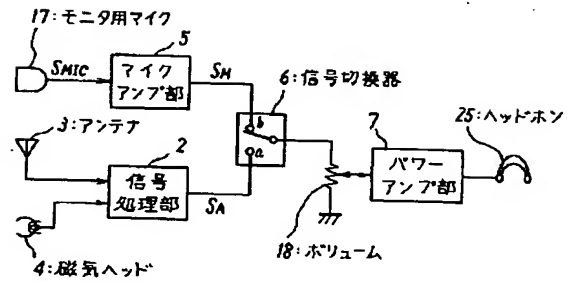 17:モニタ用マイク
5
SMIC
マイク
アンプ部
SM
6:信号切換器
b
a
3:アンテナ
2
信号
処理部
SA
4:磁気ヘッド
7
パワー
アンプ部
25:ヘッドホン
18:ボリューム